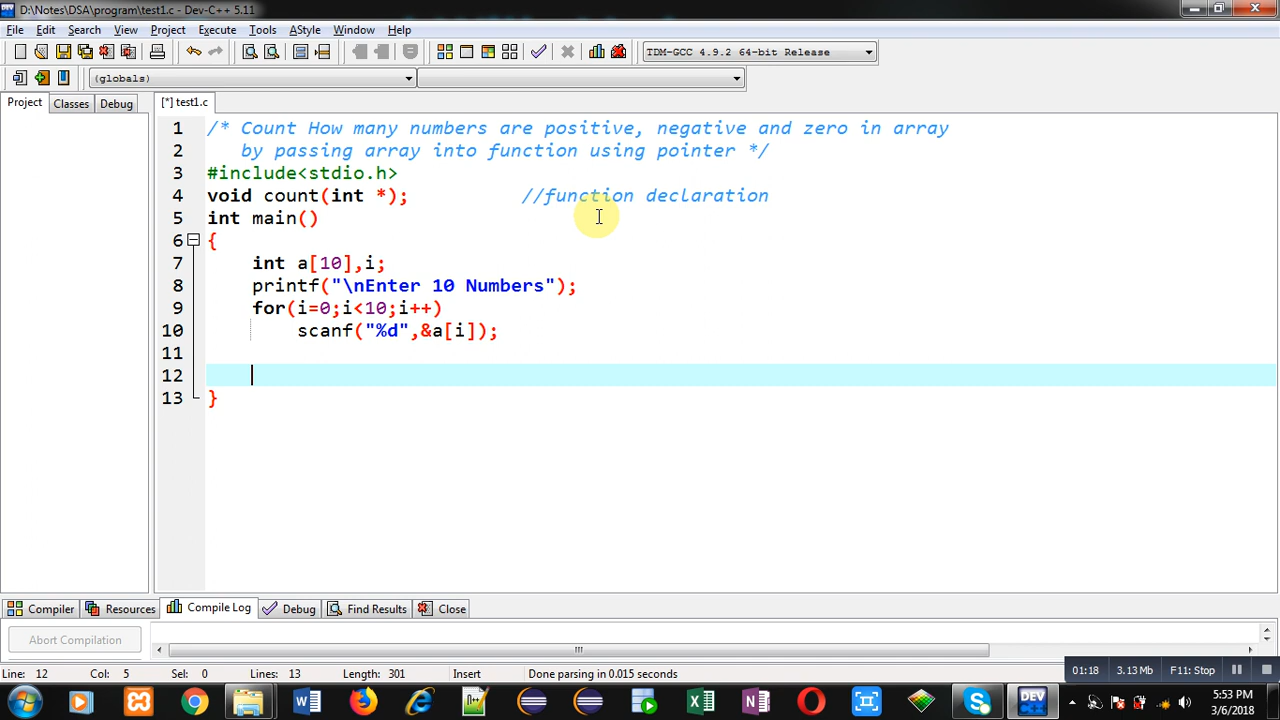 D:\Notes\DSA\program\test1.c - Dev-C++ 5.11
File Edit Search View Project Execute Tools AStyle Window Help
TDM-GCC 4.9.2 64-bit Release
(globals)
Project Classes Debug [*] test1.c
1 /* Count How many numbers are positive, negative and zero in array
2 by passing array into function using pointer */
3 #include<stdio.h>
4 void count(int *); //function declaration
5 int main()
6 {
7 int a[10],i;
8 printf("\nEnter 10 Numbers");
9 for(i=0;i<10;i++)
10 scanf("%d",&a[i]);
11
12
13 }
Compiler Resources Compile Log Debug Find Results Close
Abort Compilation
Line: 12 Col: 5 Sel: 0 Lines: 13 Length: 301 Insert Done parsing in 0.015 seconds
01:18 3.13 Mb F11: Stop
DEV
5:53 PM
3/6/2018